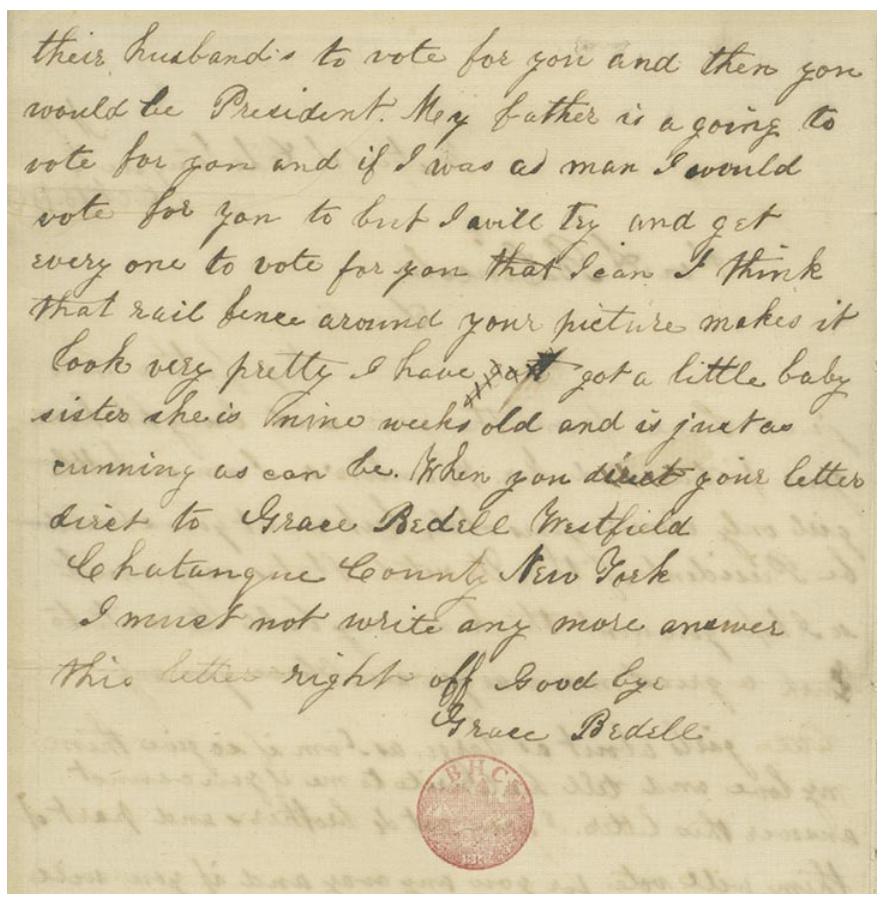 their husband's to vote for you and then you
would be President. My father is a going to
vote for you and if I was a man I would
vote for you to but I will try and get
every one to vote for you that I can I think
that rail fence around your picture makes it
look very pretty I have got a little baby
sister she is nine weeks old and is just as
cunning as can be. When you direct your letter
dirct to Grace Bedell Westfield
Chatauque County New York
I must not write any more answer
this letter right off Good bye
Grace Bedell
BHC